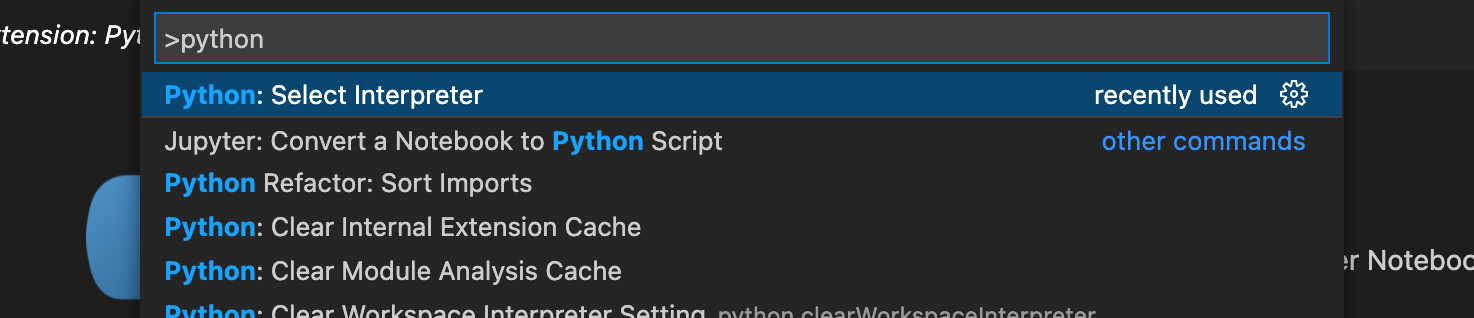 tension: Pyt
>python
Python: Select Interpreter recently used
Jupyter: Convert a Notebook to Python Script other commands
Python Refactor: Sort Imports
Python: Clear Internal Extension Cache
er Noteboo
Python: Clear Module Analysis Cache
Python: Clear Workspace Interpreter Setting python.clearWorkspaceInterpreter